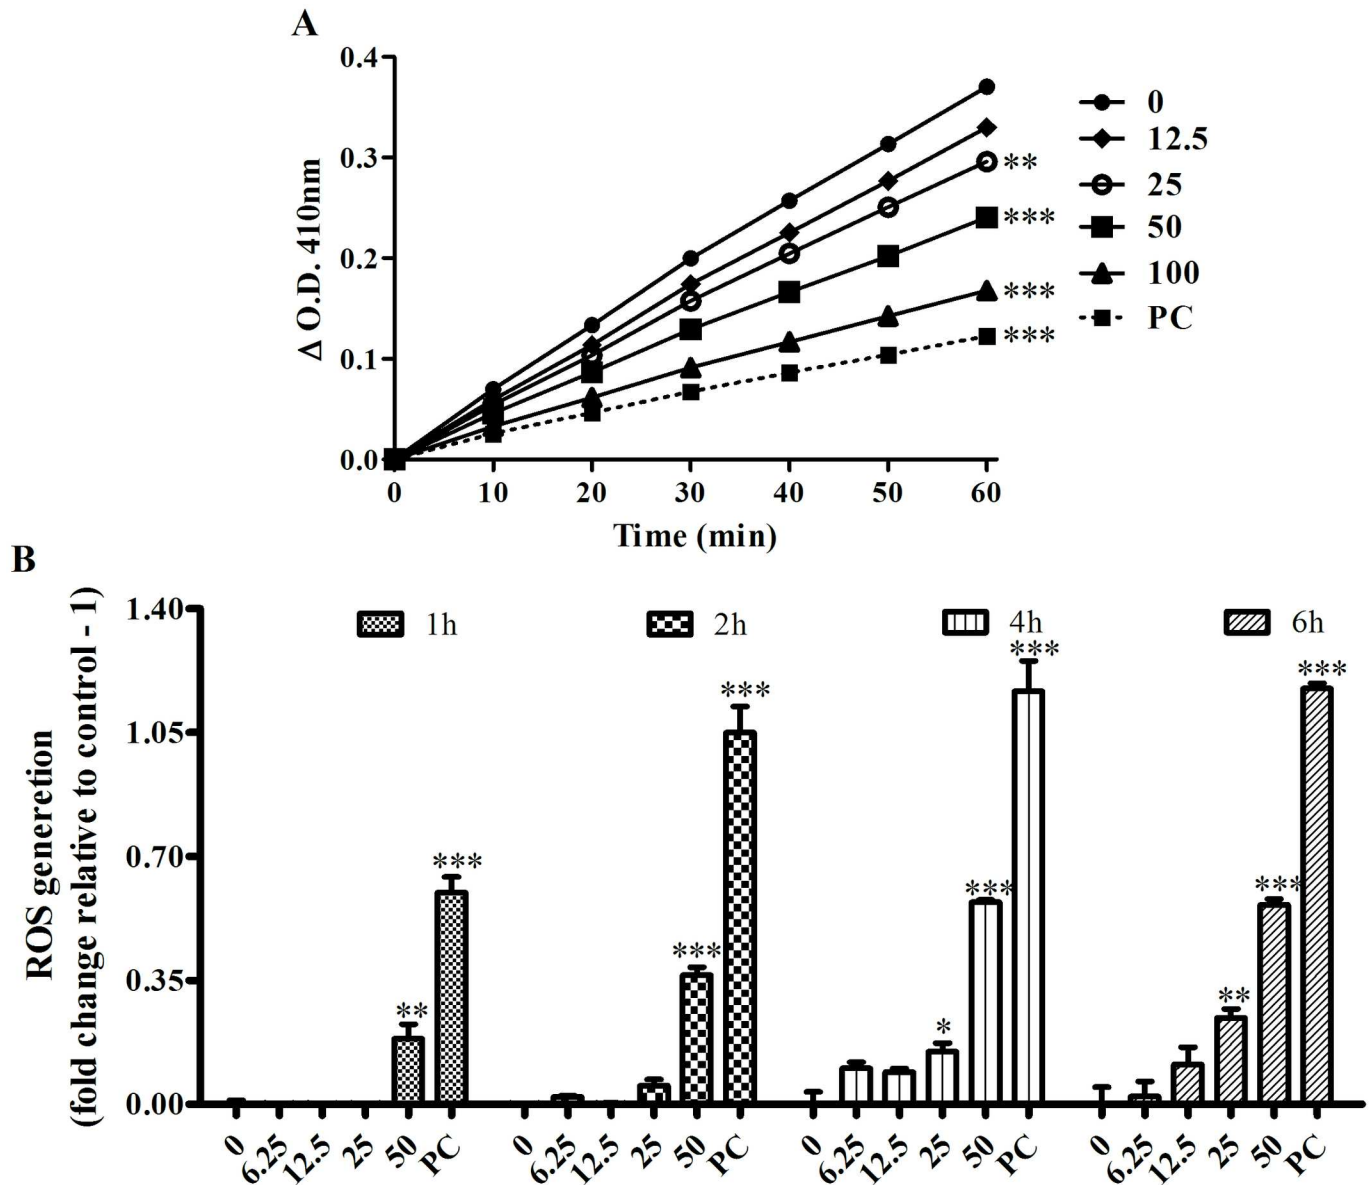 A
0.4
0.3
0.2
0.1
0.0
Δ O.D. 410nm
0 10 20 30 40 50 60
Time (min)
**
***
***
***
0
12.5
25
50
100
PC
B
ROS generetion
(fold change relative to control - 1)
1.40
1.05
0.70
0.35
0.00
1h 2h 4h 6h
** ***
*** ***
* *** ***
** *** ***
0 6.25 12.5 25 50 PC 0 6.25 12.5 25 50 PC 0 6.25 12.5 25 50 PC 0 6.25 12.5 25 50 PC